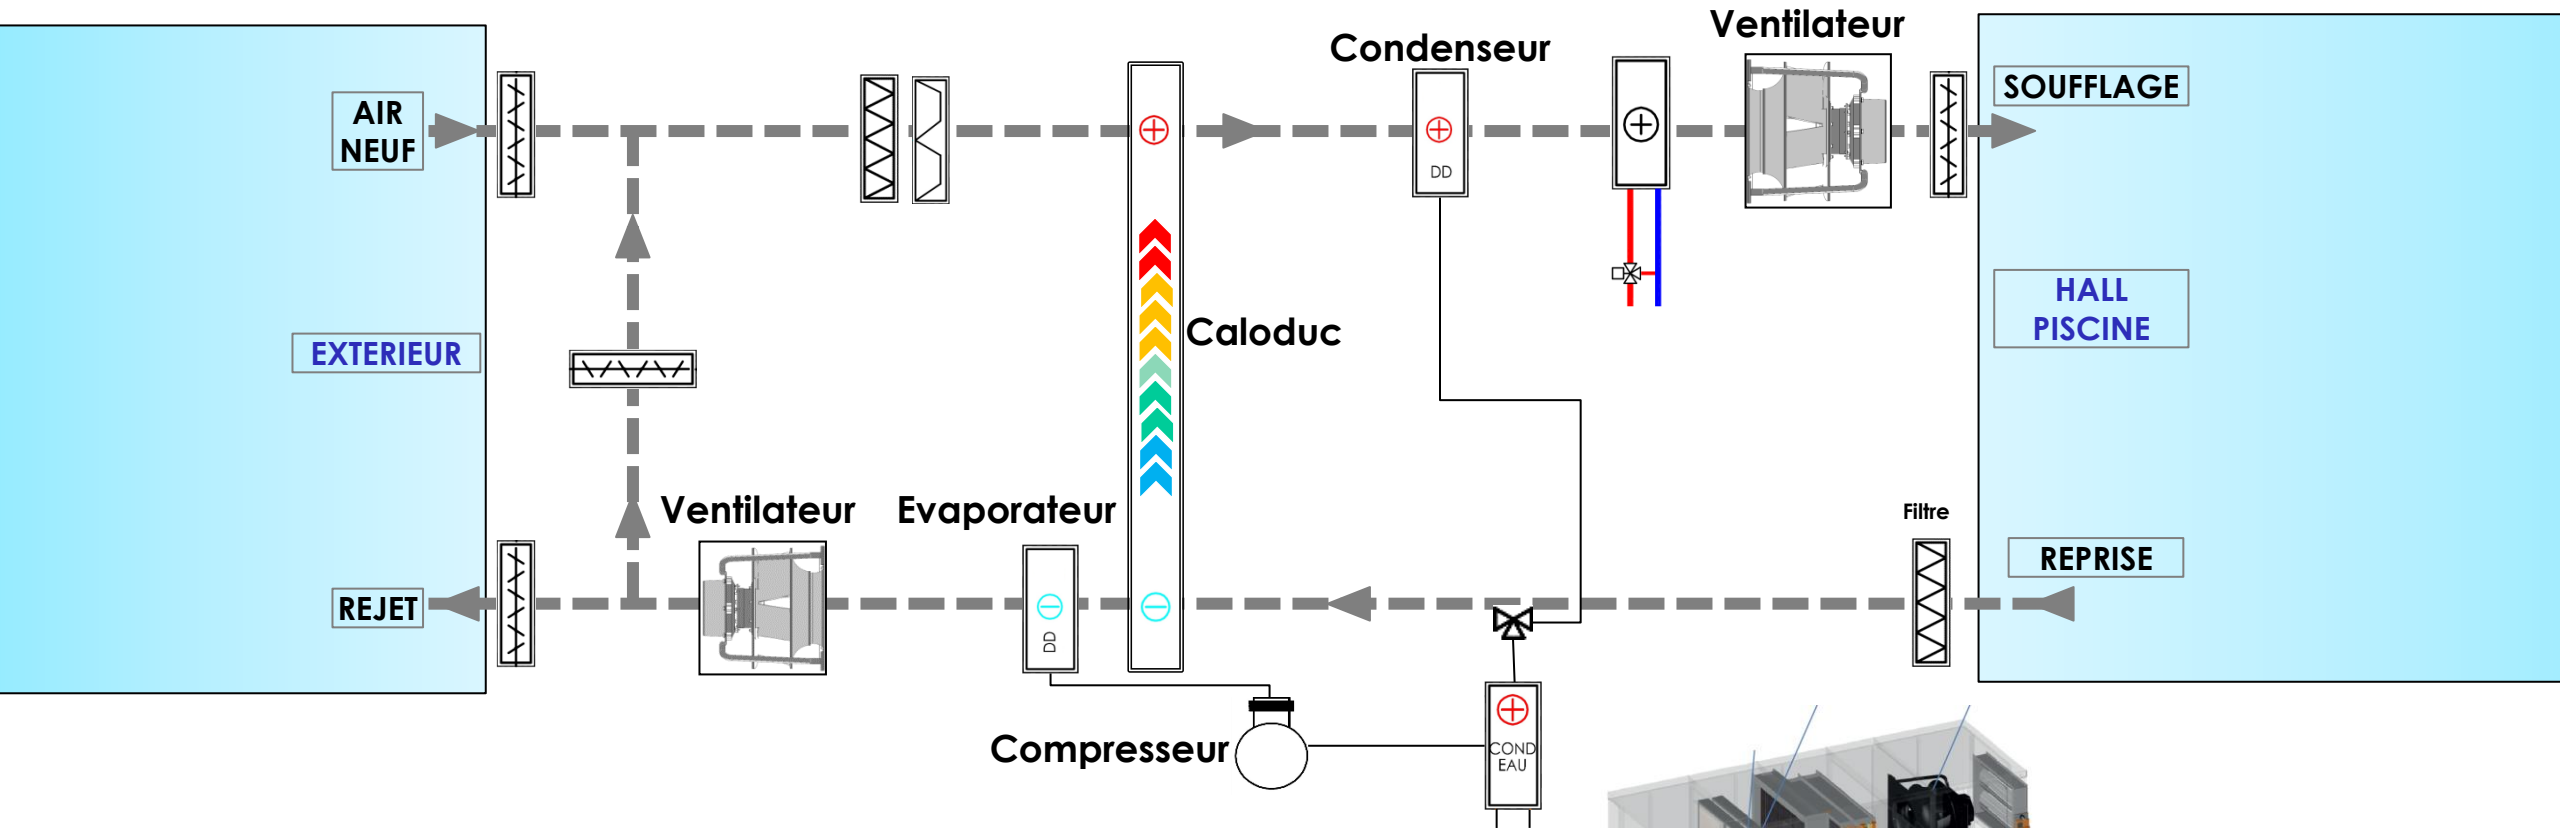 Ventilateur
Condenseur
SOUFFLAGE
AIR
NEUF
DD
HALL
PISCINE
Caloduc
EXTERIEUR
Ventilateur
Evaporateur
Filtre
REPRISE
REJET
DD
Compresseur
COND
EAU